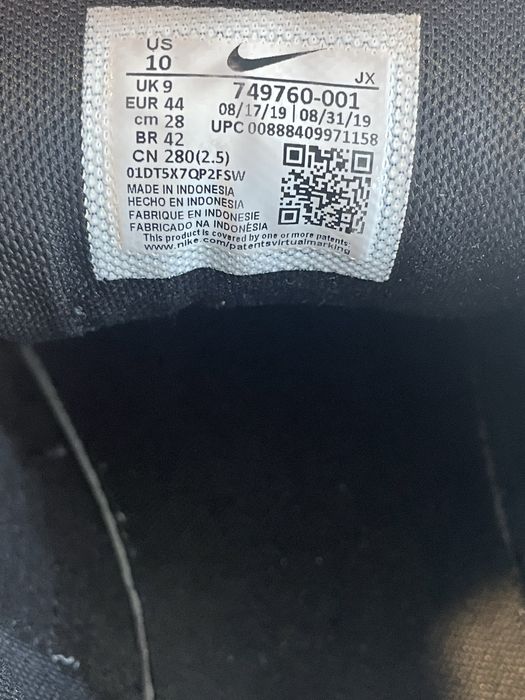 US
10
JX
UK 9
749760-001
EUR 44
08/17/19 | 08/31/19
cm 28
UPC 00888409971158
BR 42
CN 280(2.5)
01DT5X7QP2FSW
MADE IN INDONESIA
HECHO EN INDONESIA
FABRIQUE EN INDONESIE
FABRICADO NA INDONÉSIA
This product is covered by one or more patents.
www.nike.com/patentsvirtualmarking